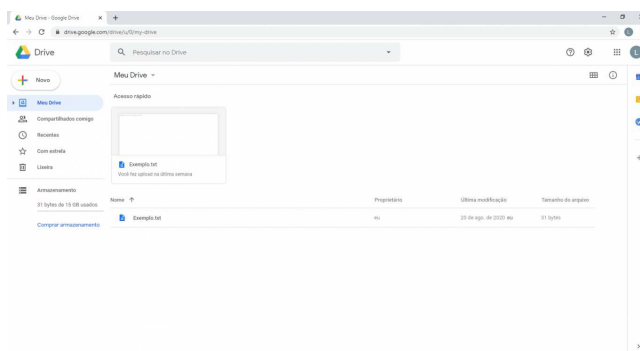 Meu Drive - Google Drive
drive.google.com/drive/u/0/my-drive
Drive
Pesquisar no Drive
L
Novo
Meu Drive
Meu Drive
Compartilhados comigo
Recentes
Com estrela
Lixeira
Armazenamento
31 bytes de 15 GB usados
Comprar armazenamento
Acesso rápido
Exemplo.txt
Você fez upload na última semana
Nome
Proprietário
Última modificação
Tamanho do arquivo
Exemplo.txt
eu
20 de ago. de 2020 eu
31 bytes